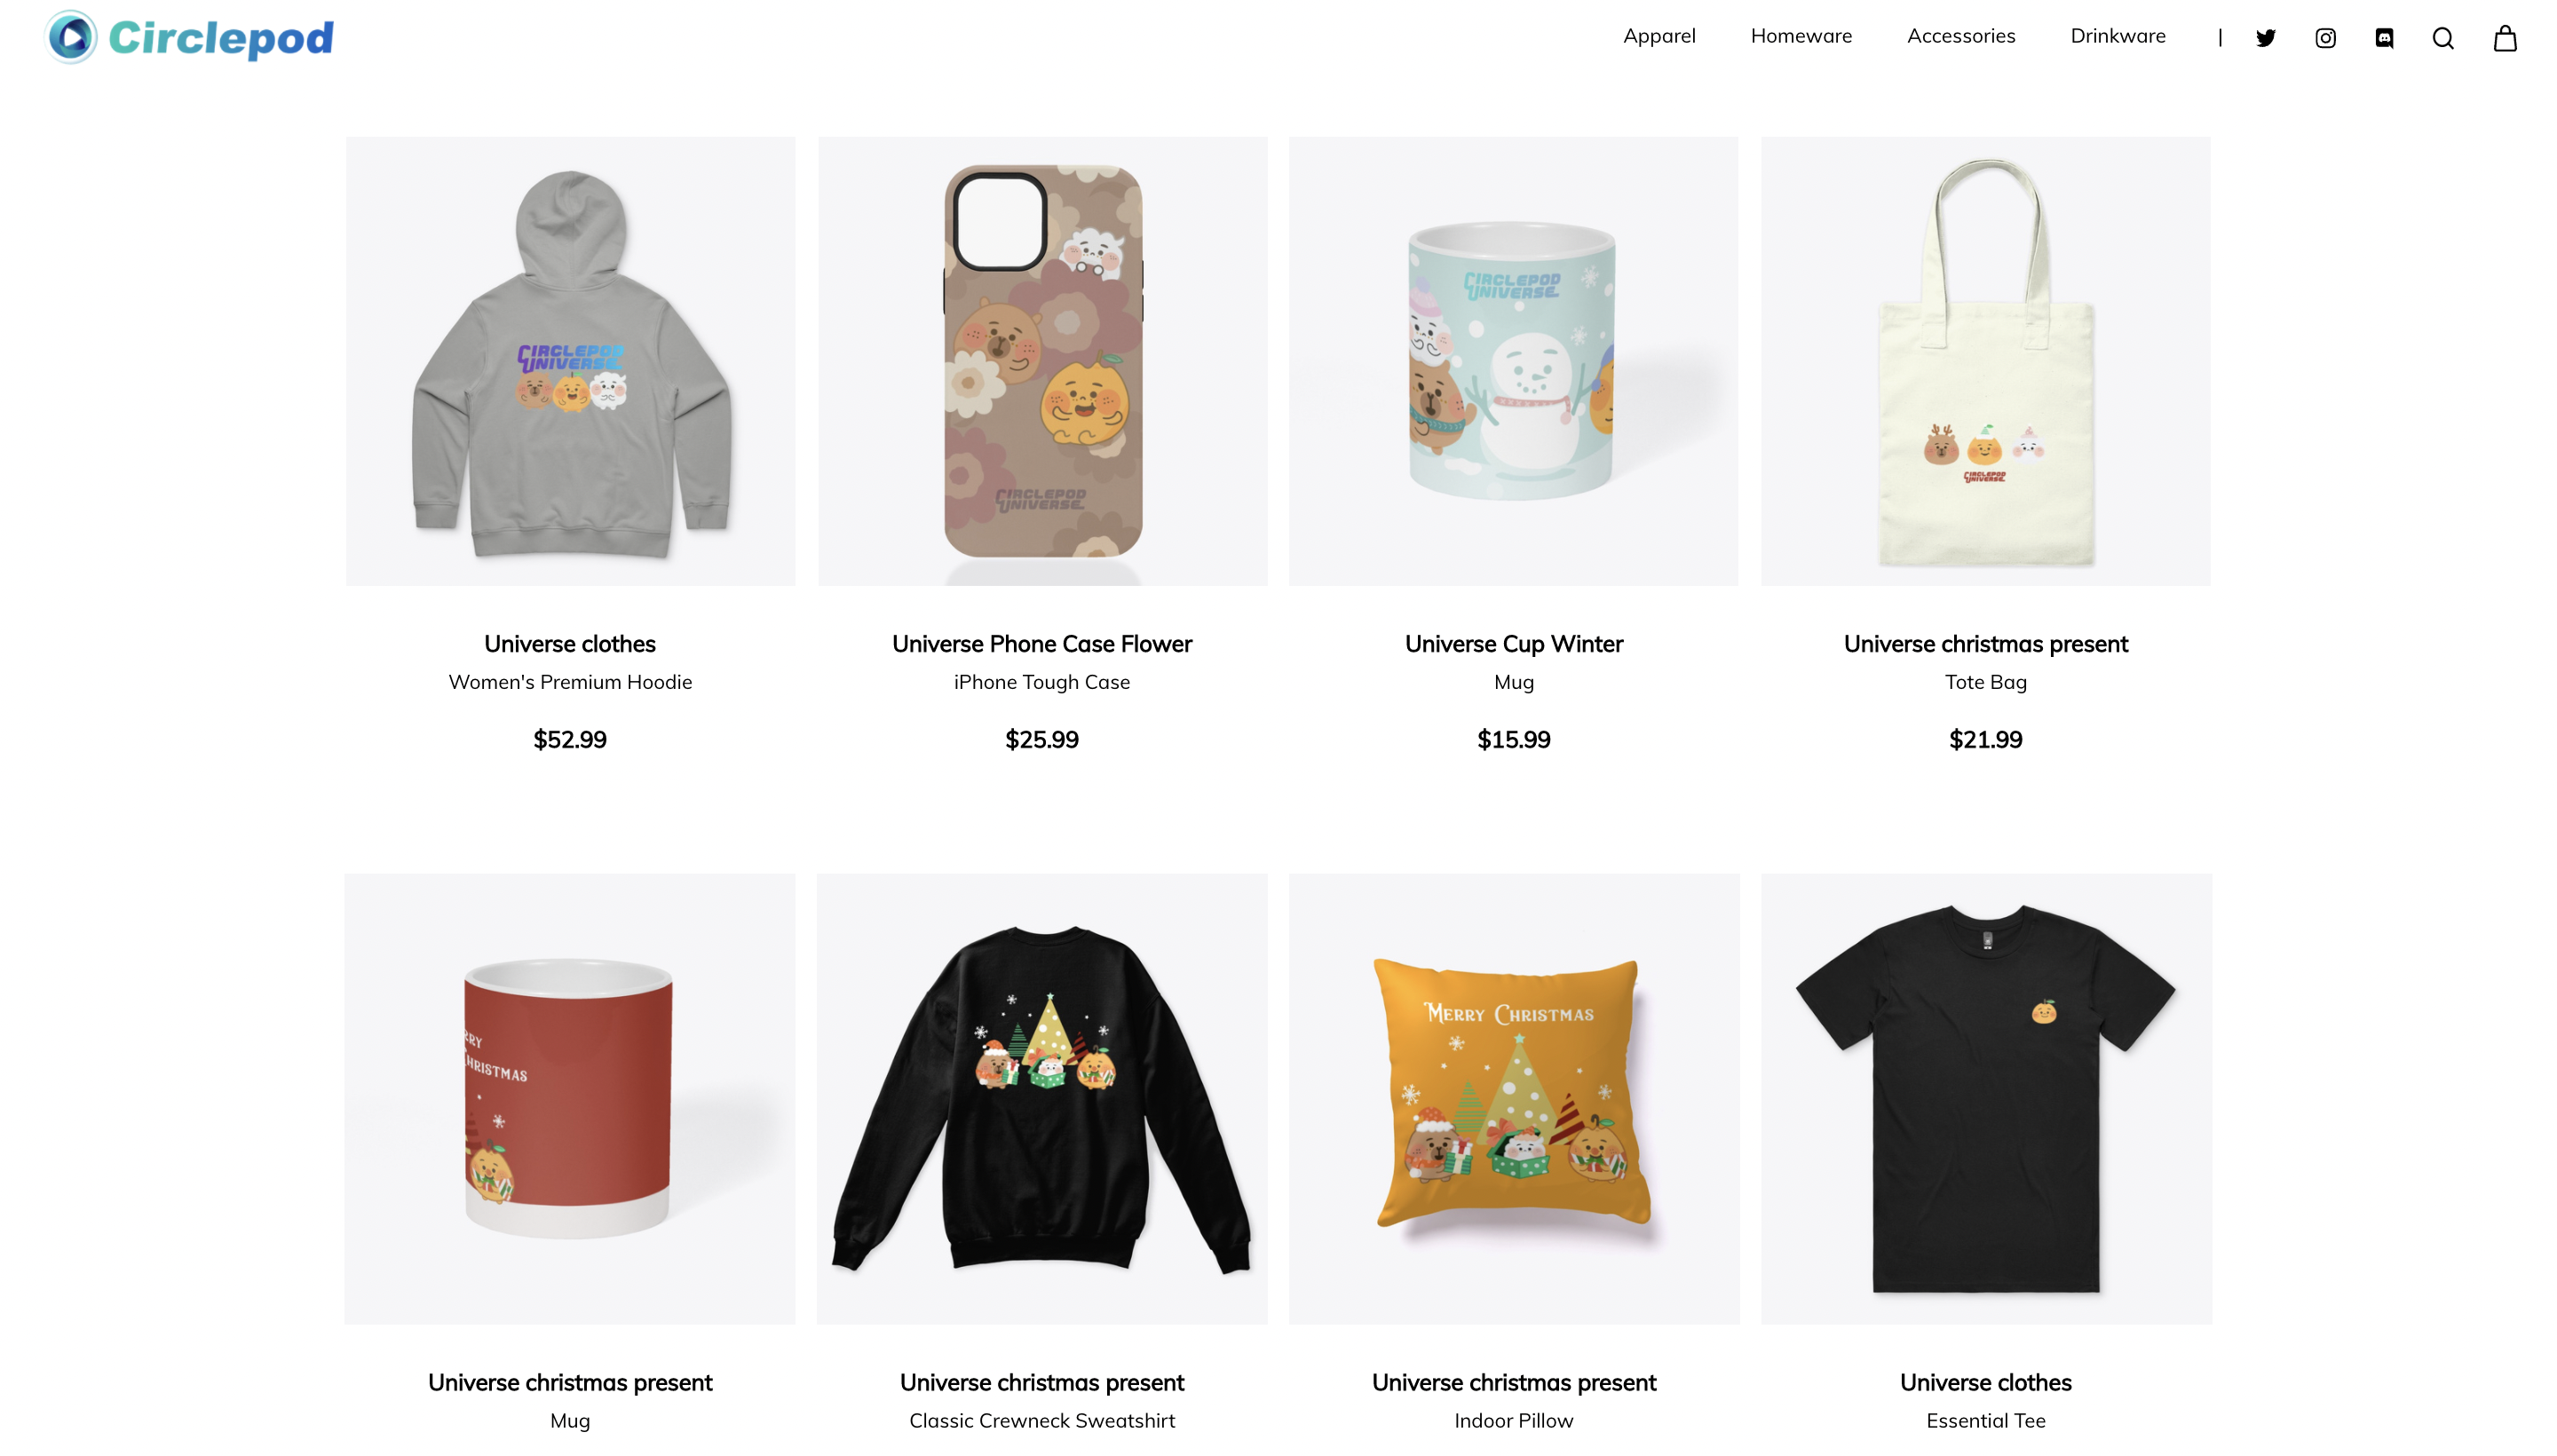 Circlepod
Apparel Homeware Accessories Drinkware |
CIRCLEPOD
UNIVERSE
CIRCLEPOD
UNIVERSE
CIRCLEPOD
UNIVERSE
CIRCLEPOD
UNIVERSE
Universe clothes
Women's Premium Hoodie
$52.99
Universe Phone Case Flower
iPhone Tough Case
$25.99
Universe Cup Winter
Mug
$15.99
Universe christmas present
Tote Bag
$21.99
RRY
CHRISTMAS
MERRY CHRISTMAS
Universe christmas present
Mug
Universe christmas present
Classic Crewneck Sweatshirt
Universe christmas present
Indoor Pillow
Universe clothes
Essential Tee